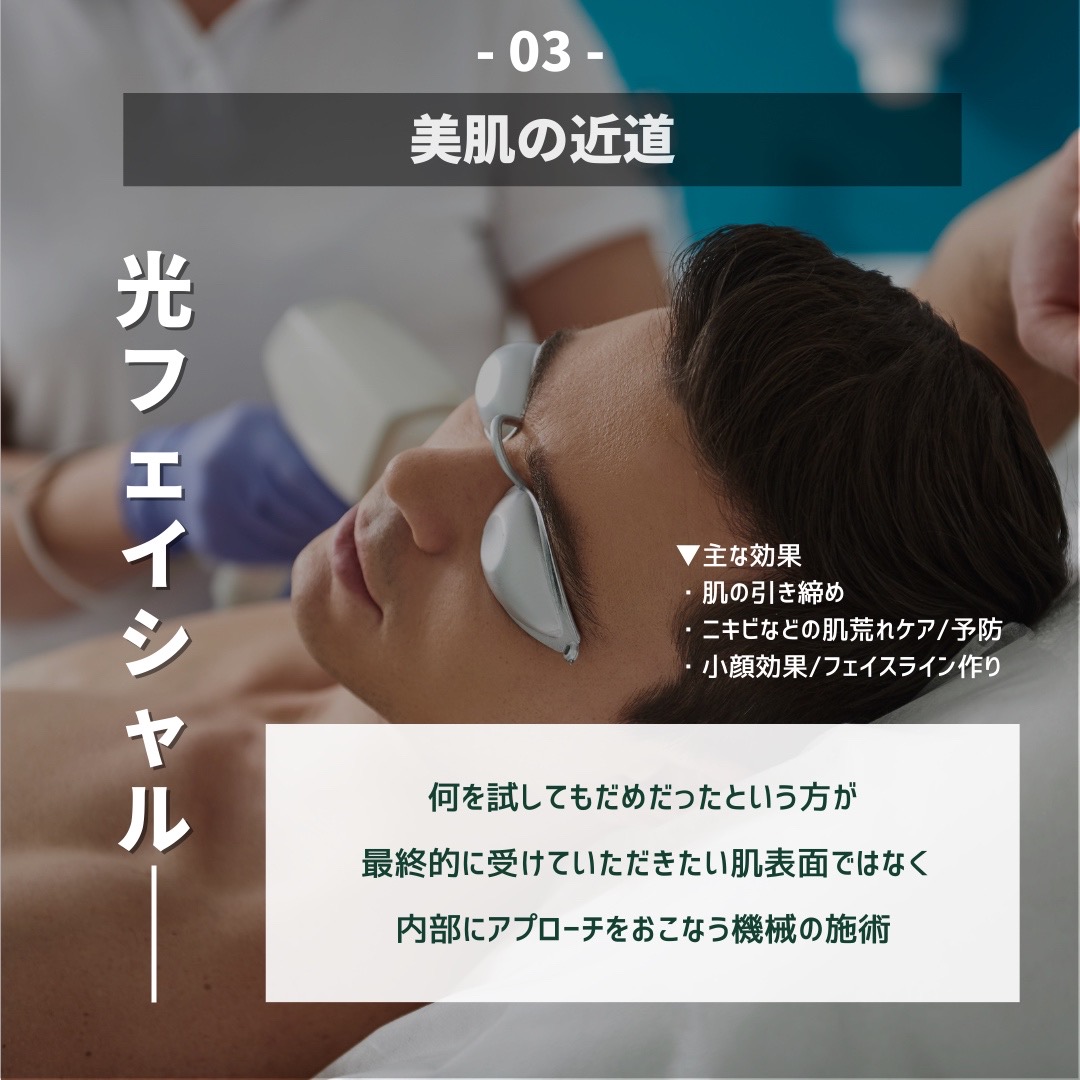 - 03 -
美肌の近道
光フェイシャル
▼主な効果
・肌の引き締め
・ニキビなどの肌荒れケア/予防
・小顔効果/フェイスライン作り
何を試してもだめだったという方が
最終的に受けていただきたい肌表面ではなく
内部にアプローチをおこなう機械の施術